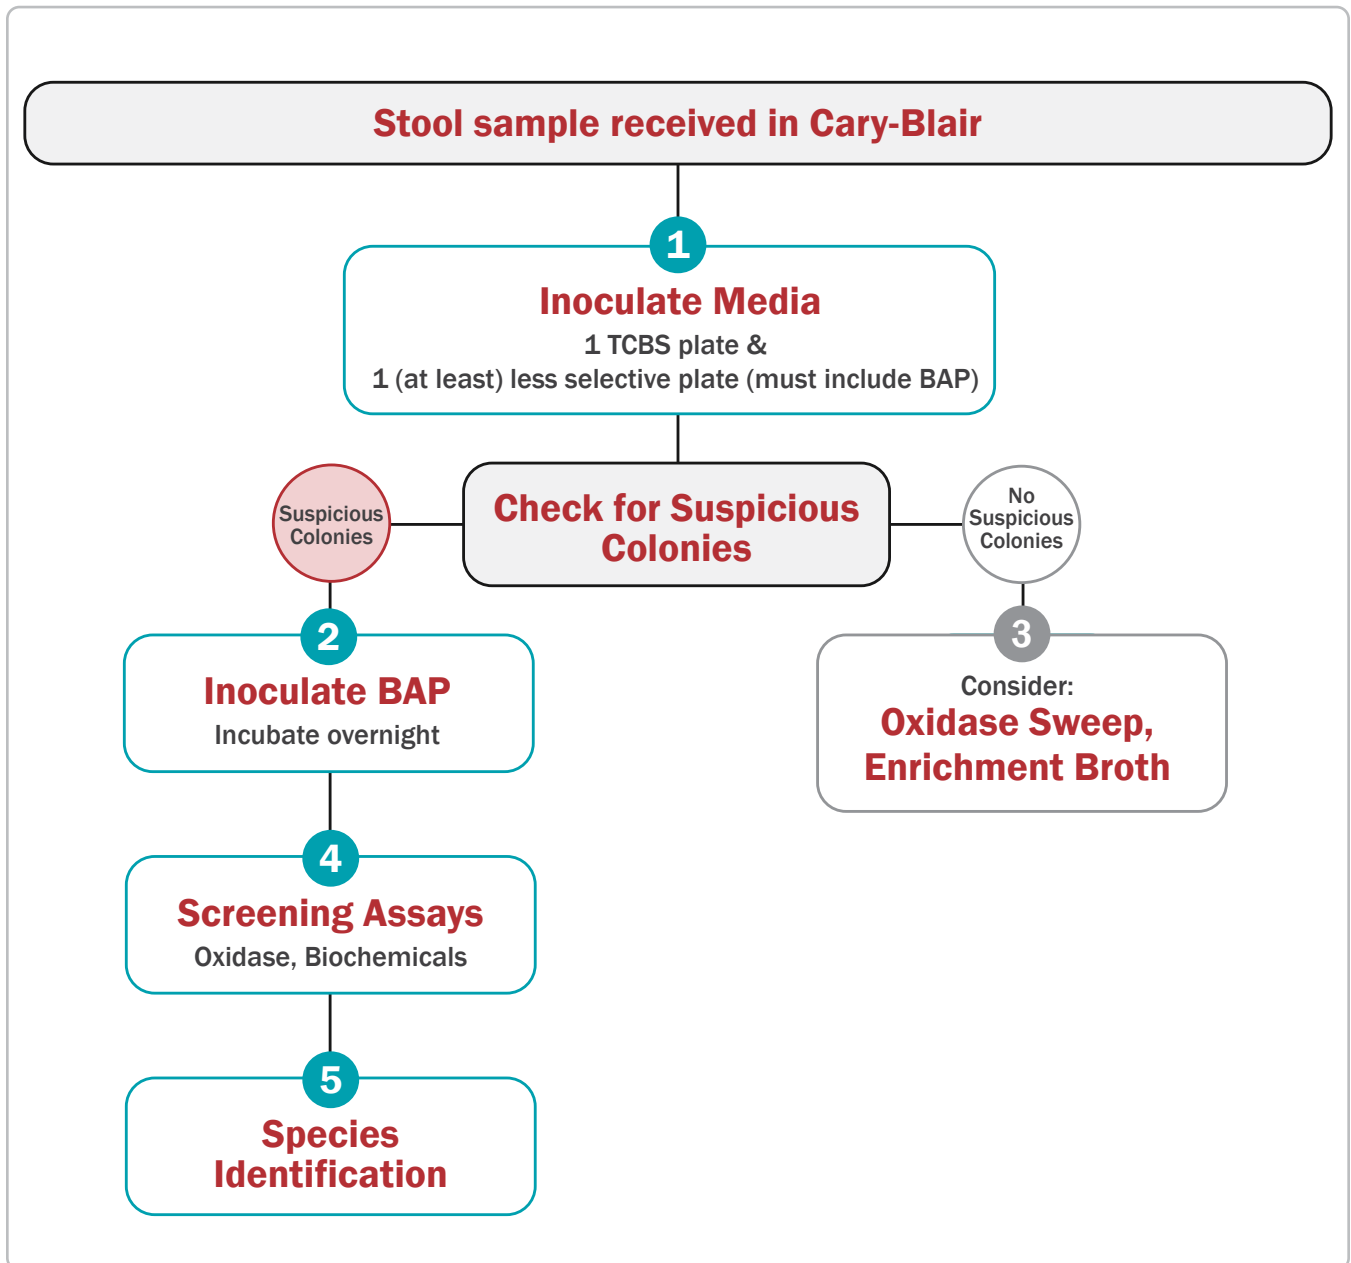 Stool sample received in Cary-Blair
1
Inoculate Media
1 TCBS plate &
1 (at least) less selective plate (must include BAP)
Check for Suspicious
Colonies
Suspicious
Colonies
No
Suspicious
Colonies
2
Inoculate BAP
Incubate overnight
3
Consider:
Oxidase Sweep,
Enrichment Broth
4
Screening Assays
Oxidase, Biochemicals
5
Species
Identification